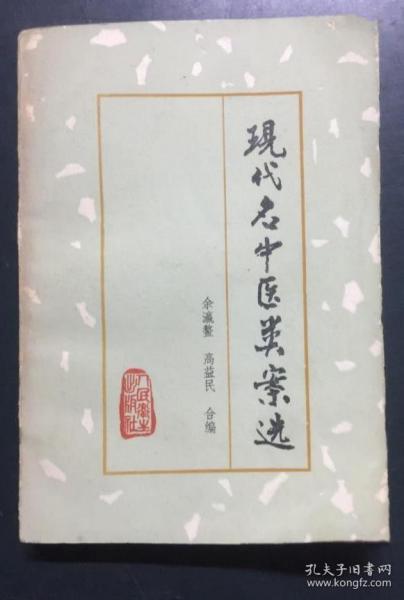 現代名中医类案选
余瀛鳌 高益民 合编
人民衛生
出版社
孔夫子旧书网
www.kongfz.com